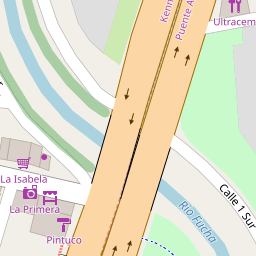 Kenn
Puente A
Ultracem
La Isabela
La Primera
Pintuco
Río Fucha
Calle 1 Sur